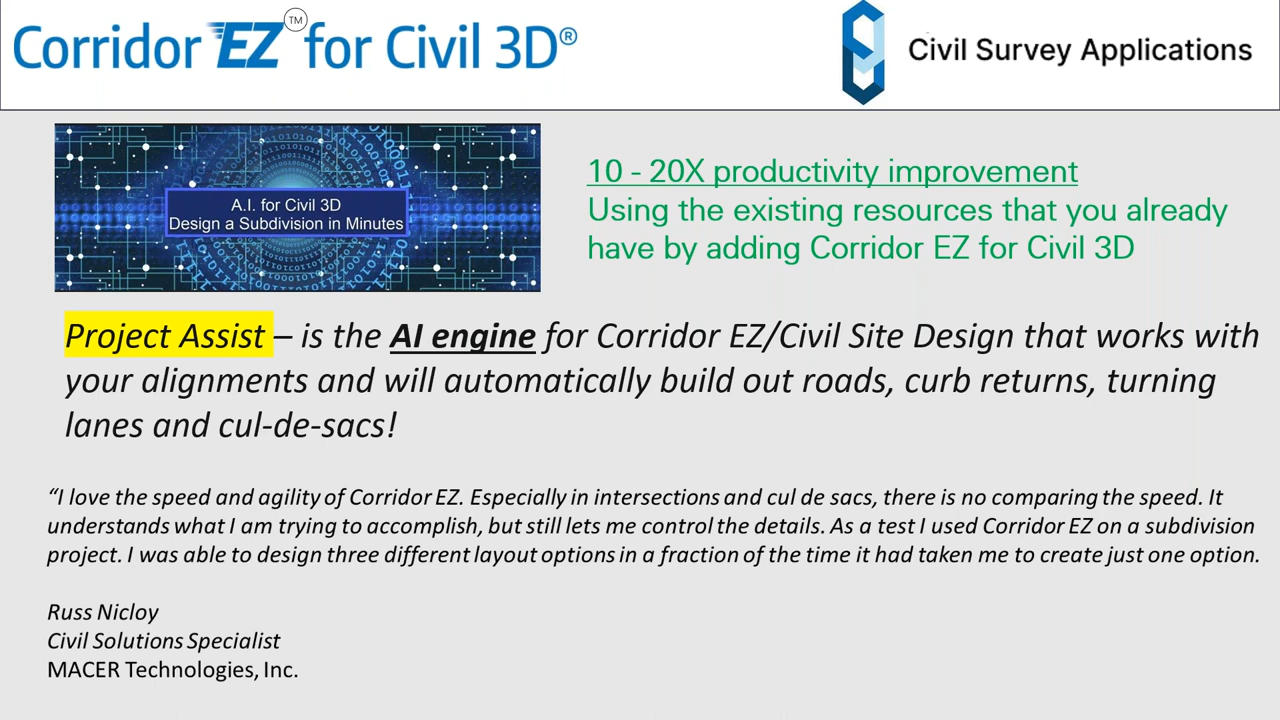 Corridor EZ™ for Civil 3D®
Civil Survey Applications
A.I. for Civil 3D
Design a Subdivision in Minutes
10 - 20X productivity improvement
Using the existing resources that you already
have by adding Corridor EZ for Civil 3D
Project Assist – is the AI engine for Corridor EZ/Civil Site Design that works with
your alignments and will automatically build out roads, curb returns, turning
lanes and cul-de-sacs!
“I love the speed and agility of Corridor EZ. Especially in intersections and cul de sacs, there is no comparing the speed. It
understands what I am trying to accomplish, but still lets me control the details. As a test I used Corridor EZ on a subdivision
project. I was able to design three different layout options in a fraction of the time it had taken me to create just one option.
Russ Nicloy
Civil Solutions Specialist
MACER Technologies, Inc.